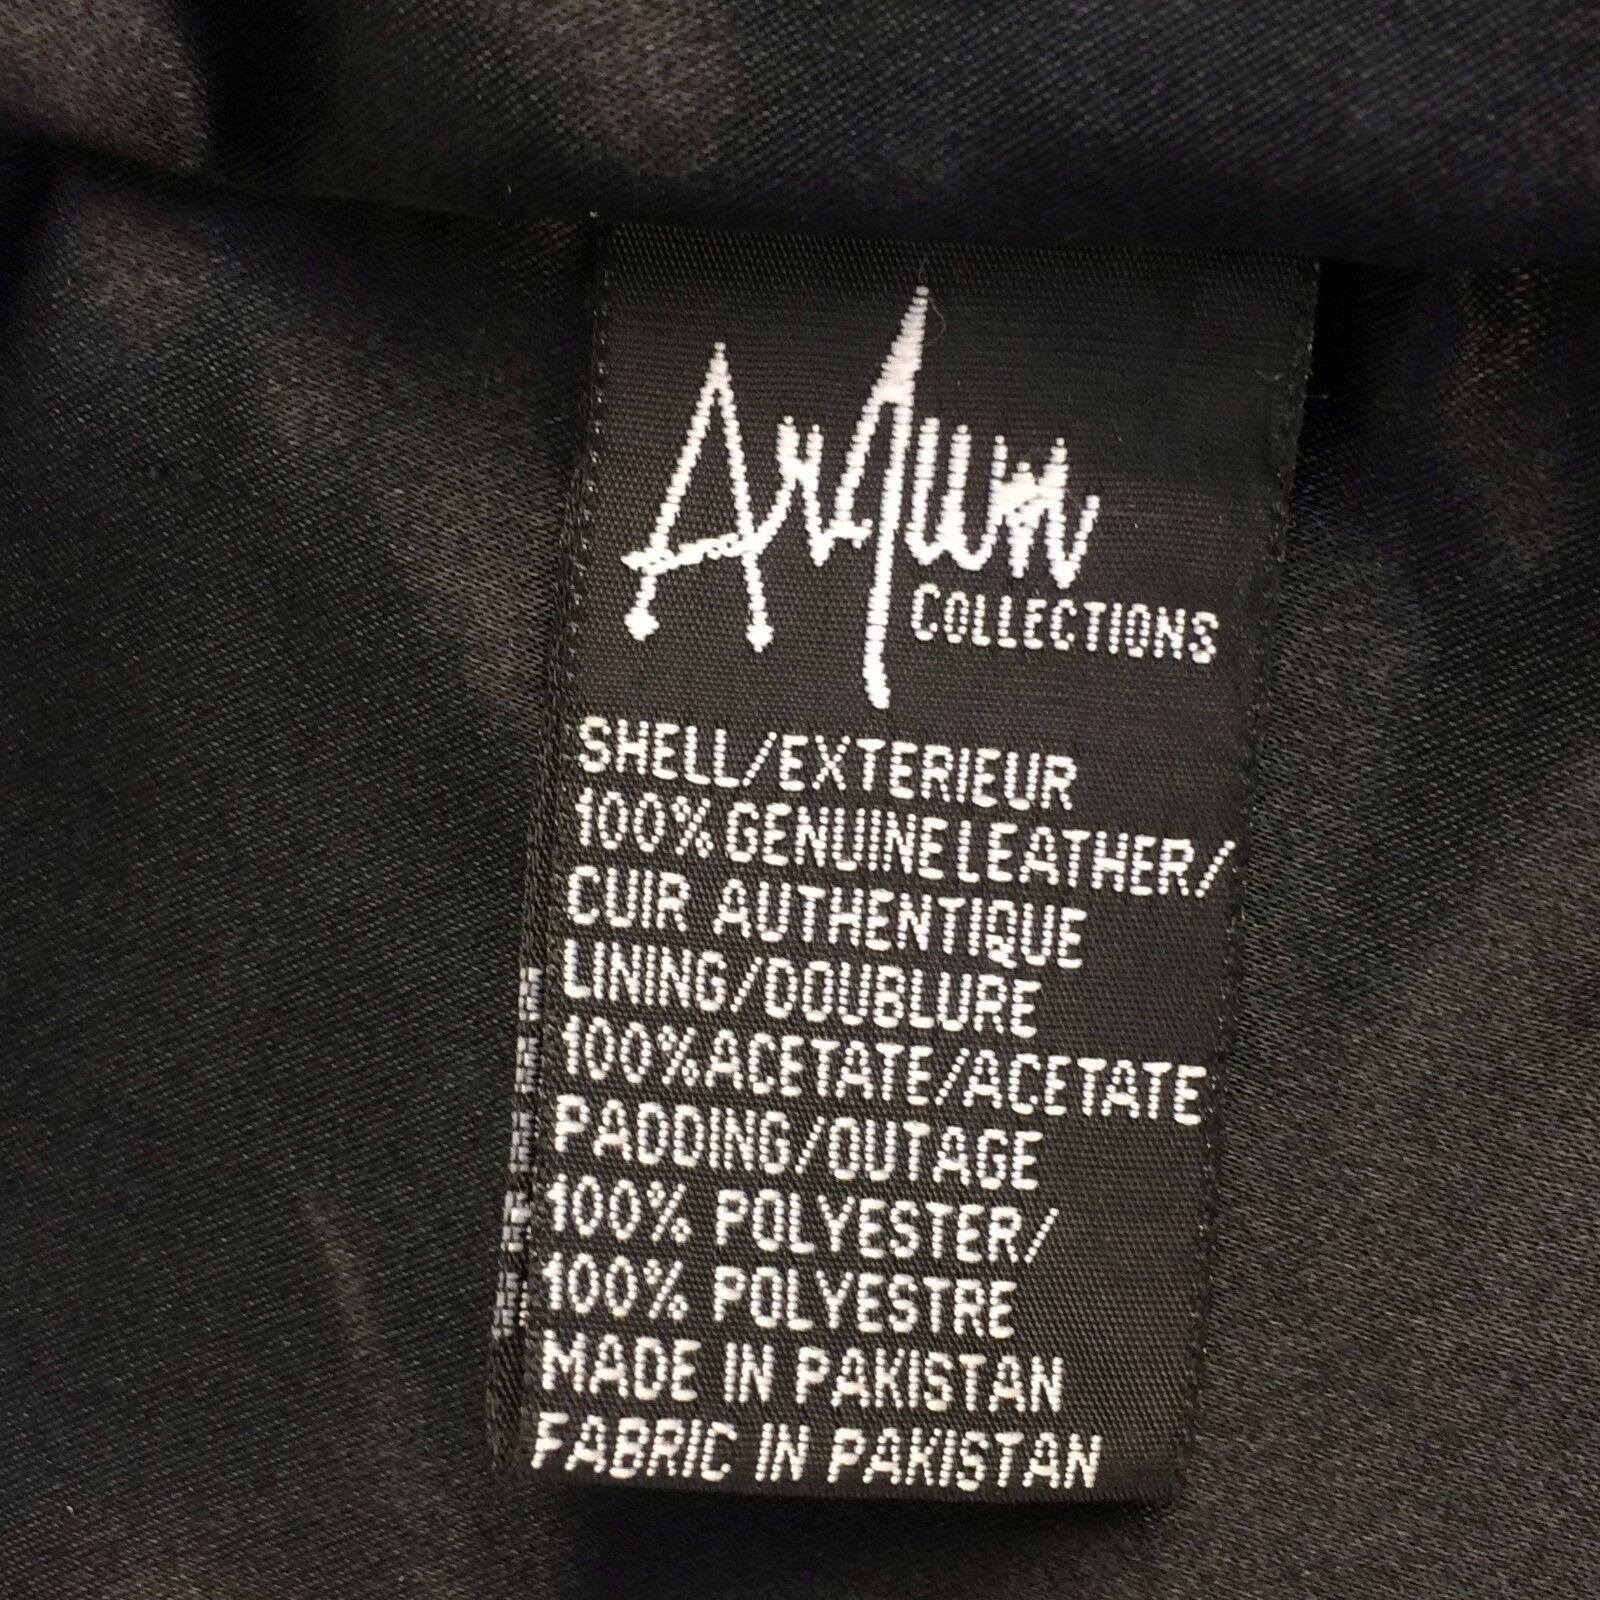 Arqum
COLLECTIONS
SHELL/EXTERIEUR
100% GENUINE LEATHER/
CUIR AUTHENTIQUE
LINING/DOUBLURE
100% ACETATE/ACETATE
PADDING/OUTAGE
100% POLYESTER/
100% POLYESTRE
MADE IN PAKISTAN
FABRIC IN PAKISTAN